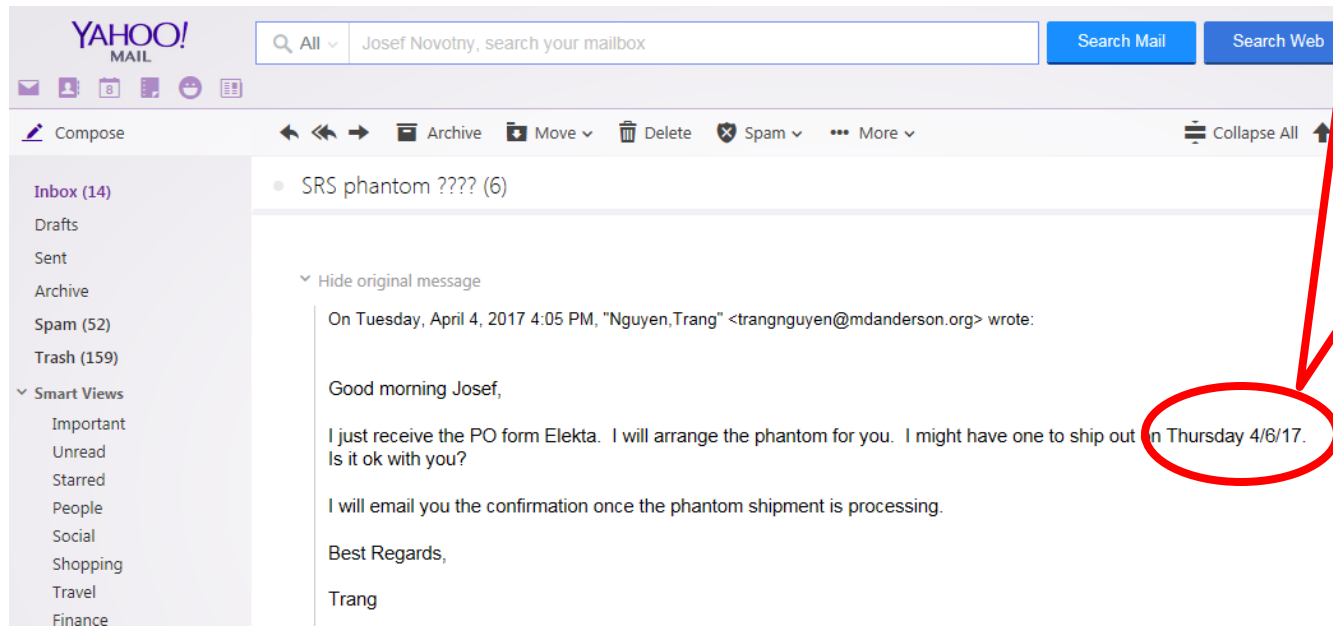 YAHOO!
MAIL
All Josef Novotny, search your mailbox Search Mail Search Web
8
Compose Archive Move Delete Spam More Collapse All
SRS phantom ???? (6)
Inbox (14)
Drafts
Sent
Archive
Spam (52)
Trash (159)
Smart Views
Important
Unread
Starred
People
Social
Shopping
Travel
Finance
Hide original message
On Tuesday, April 4, 2017 4:05 PM, "Nguyen,Trang" <trangnguyen@mdanderson.org> wrote:
Good morning Josef,
I just receive the PO form Elekta. I will arrange the phantom for you. I might have one to ship out on Thursday 4/6/17.
Is it ok with you?
I will email you the confirmation once the phantom shipment is processing.
Best Regards,
Trang